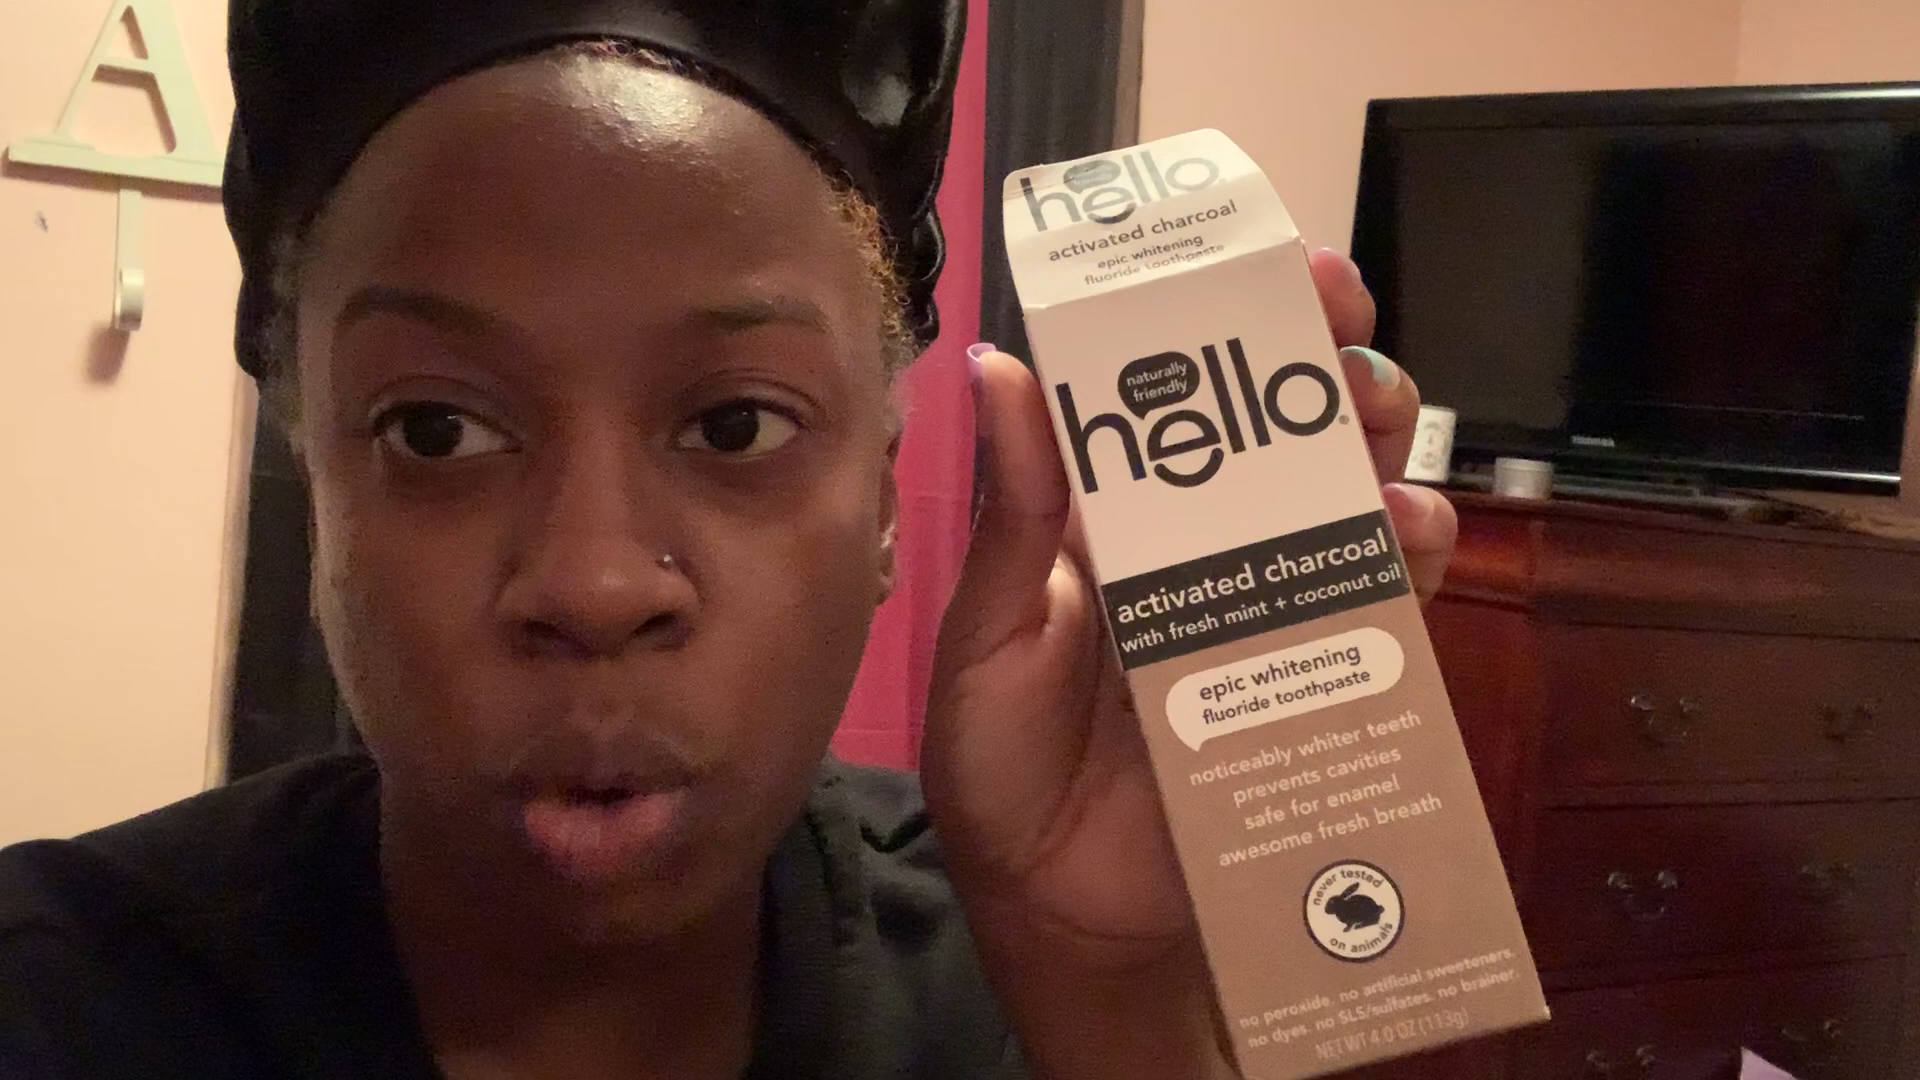 A
hello
activated charcoal
epic whitening
fluoride toothpaste
naturally
friendly
hello®
activated charcoal
with fresh mint + coconut oil
epic whitening
fluoride toothpaste
noticeably whiter teeth
prevents cavities
safe for enamel
awesome fresh breath
never tested
on animals
no peroxide. no artificial sweeteners.
no dyes. no SLS/sulfates. no brainer.
NET WT 4.0 OZ (113g)
TOSHIBA